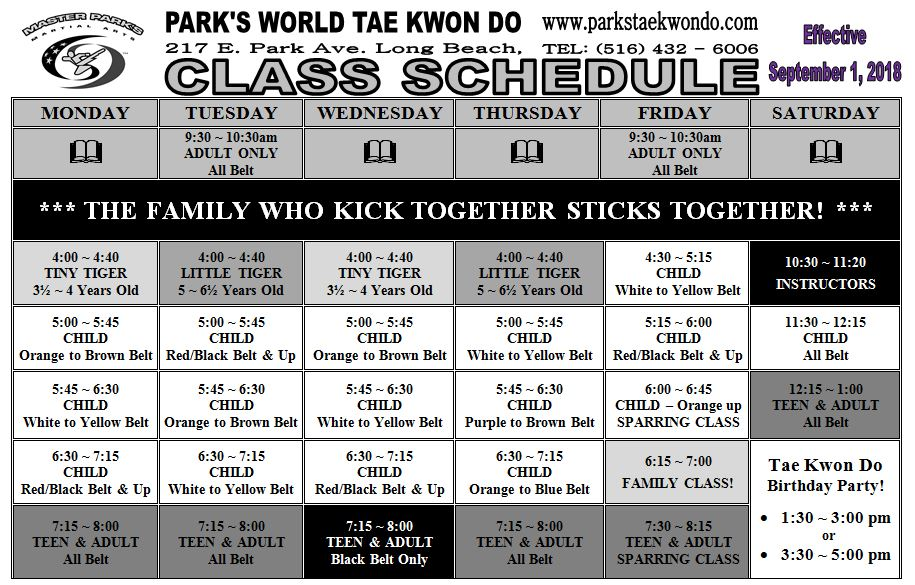 MASTER PARK'S
MARTIAL ARTS
PARK'S WORLD TAE KWON DO www.parkstaekwondo.com
217 E. Park Ave. Long Beach, TEL: (516) 432 – 6006
CLASS SCHEDULE
Effective
September 1, 2018
MONDAY TUESDAY WEDNESDAY THURSDAY FRIDAY SATURDAY
9:30 ~ 10:30am
ADULT ONLY
All Belt
9:30 ~ 10:30am
ADULT ONLY
All Belt
*** THE FAMILY WHO KICK TOGETHER STICKS TOGETHER! ***
4:00 ~ 4:40
TINY TIGER
3½ ~ 4 Years Old
4:00 ~ 4:40
LITTLE TIGER
5 ~ 6½ Years Old
4:00 ~ 4:40
TINY TIGER
3½ ~ 4 Years Old
4:00 ~ 4:40
LITTLE TIGER
5 ~ 6½ Years Old
4:30 ~ 5:15
CHILD
White to Yellow Belt
10:30 ~ 11:20
INSTRUCTORS
5:00 ~ 5:45
CHILD
Orange to Brown Belt
5:00 ~ 5:45
CHILD
Red/Black Belt & Up
5:00 ~ 5:45
CHILD
Orange to Brown Belt
5:00 ~ 5:45
CHILD
White to Yellow Belt
5:15 ~ 6:00
CHILD
Red/Black Belt & Up
11:30 ~ 12:15
CHILD
All Belt
5:45 ~ 6:30
CHILD
White to Yellow Belt
5:45 ~ 6:30
CHILD
Orange to Brown Belt
5:45 ~ 6:30
CHILD
White to Yellow Belt
5:45 ~ 6:30
CHILD
Purple to Brown Belt
6:00 ~ 6:45
CHILD – Orange up
SPARRING CLASS
12:15 ~ 1:00
TEEN & ADULT
All Belt
6:30 ~ 7:15
CHILD
Red/Black Belt & Up
6:30 ~ 7:15
CHILD
White to Yellow Belt
6:30 ~ 7:15
CHILD
Red/Black Belt & Up
6:30 ~ 7:15
CHILD
Orange to Blue Belt
6:15 ~ 7:00
FAMILY CLASS!
Tae Kwon Do
Birthday Party!
• 1:30 ~ 3:00 pm
or
• 3:30 ~ 5:00 pm
7:15 ~ 8:00
TEEN & ADULT
All Belt
7:15 ~ 8:00
TEEN & ADULT
All Belt
7:15 ~ 8:00
TEEN & ADULT
Black Belt Only
7:15 ~ 8:00
TEEN & ADULT
All Belt
7:30 ~ 8:15
TEEN & ADULT
SPARRING CLASS